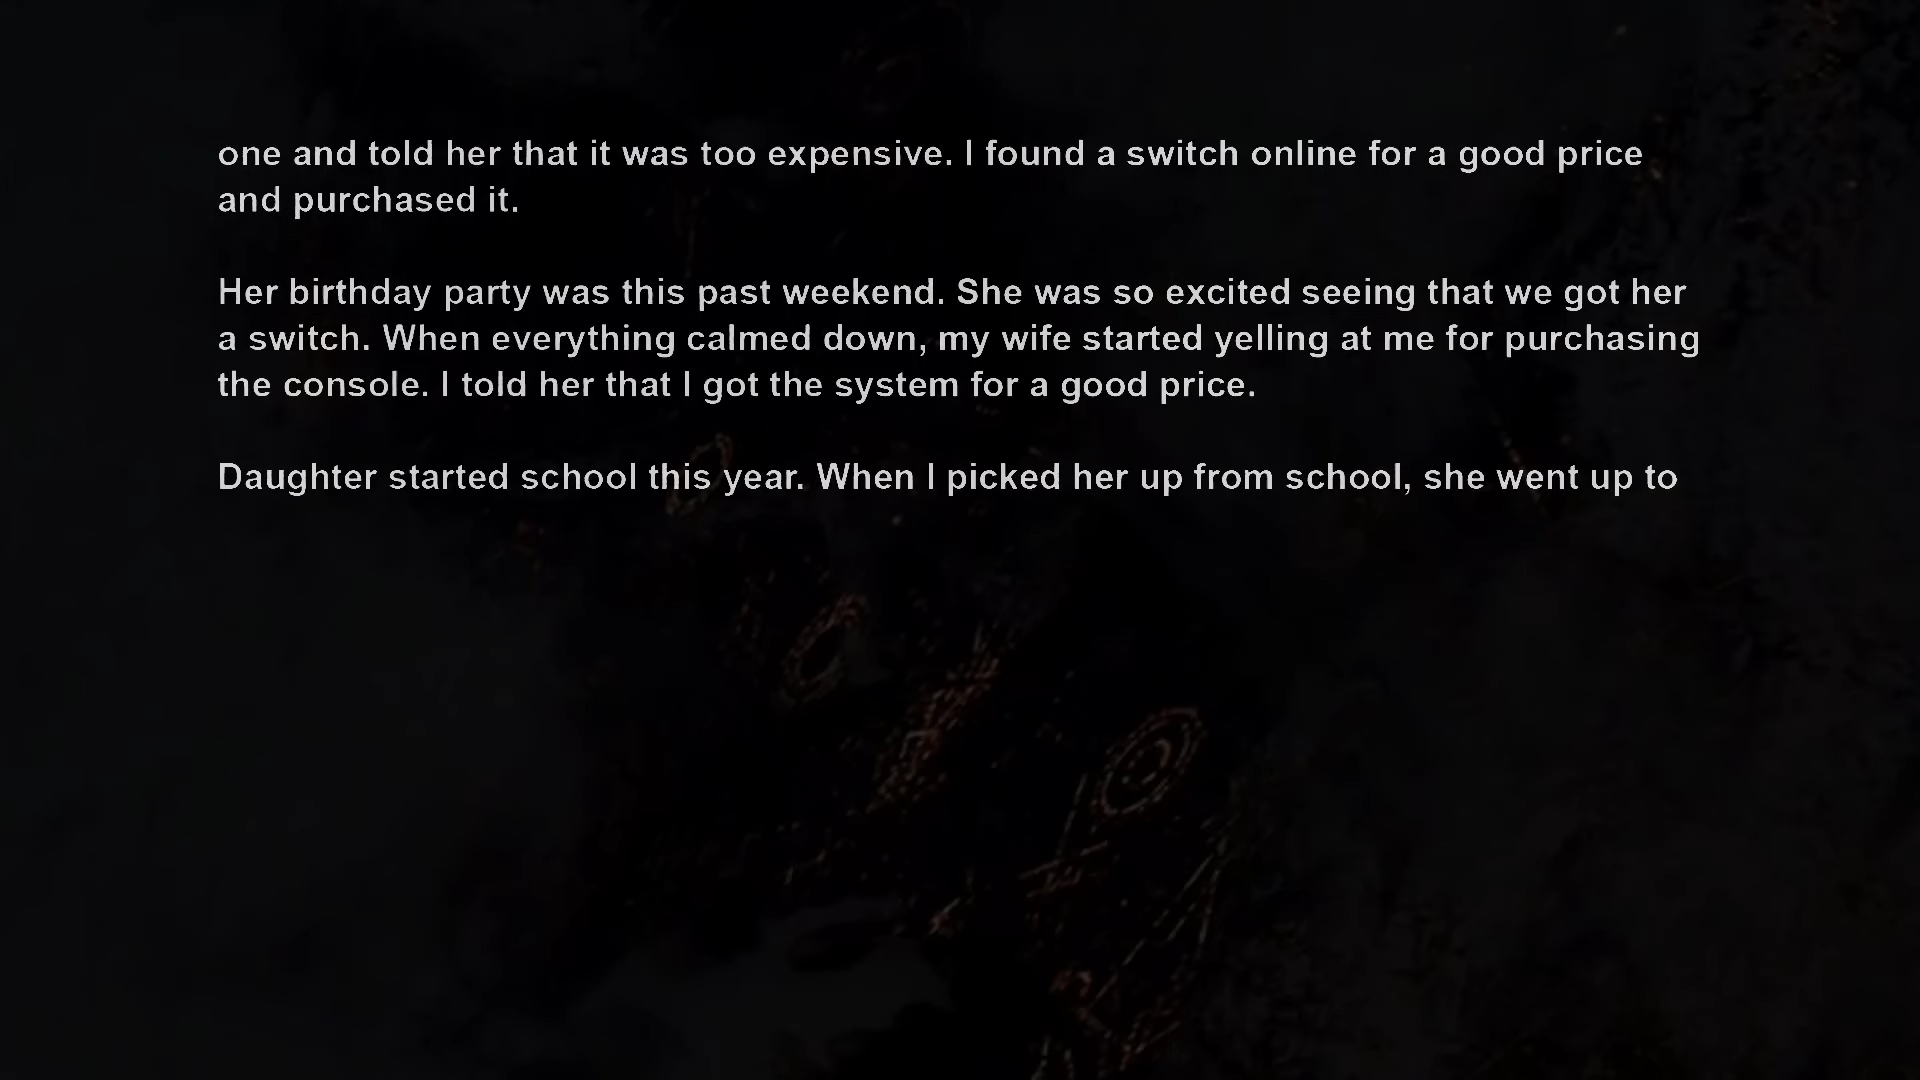 one and told her that it was too expensive. I found a switch online for a good price
and purchased it.
Her birthday party was this past weekend. She was so excited seeing that we got her
a switch. When everything calmed down, my wife started yelling at me for purchasing
the console. I told her that I got the system for a good price.
Daughter started school this year. When I picked her up from school, she went up to